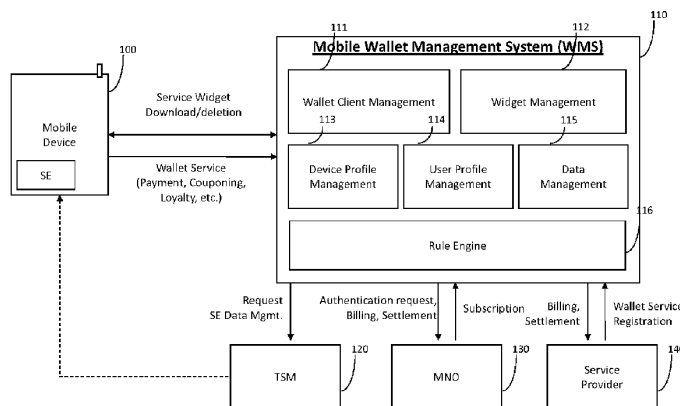 111
112
110
Mobile Wallet Management System (WMS)
100
Wallet Client Management
Widget Management
Service Widget
Download/deletion
Mobile
Device
SE
113
114
115
Device Profile
Management
User Profile
Management
Data
Management
Wallet Service
(Payment, Couponing,
Loyalty, etc.)
116
Rule Engine
Request
SE Data Mgmt.
Authentication request,
Billing, Settlement
Subscription
Billing,
Settlement
Wallet Service
Registration
120
TSM
130
MNO
140
Service
Provider